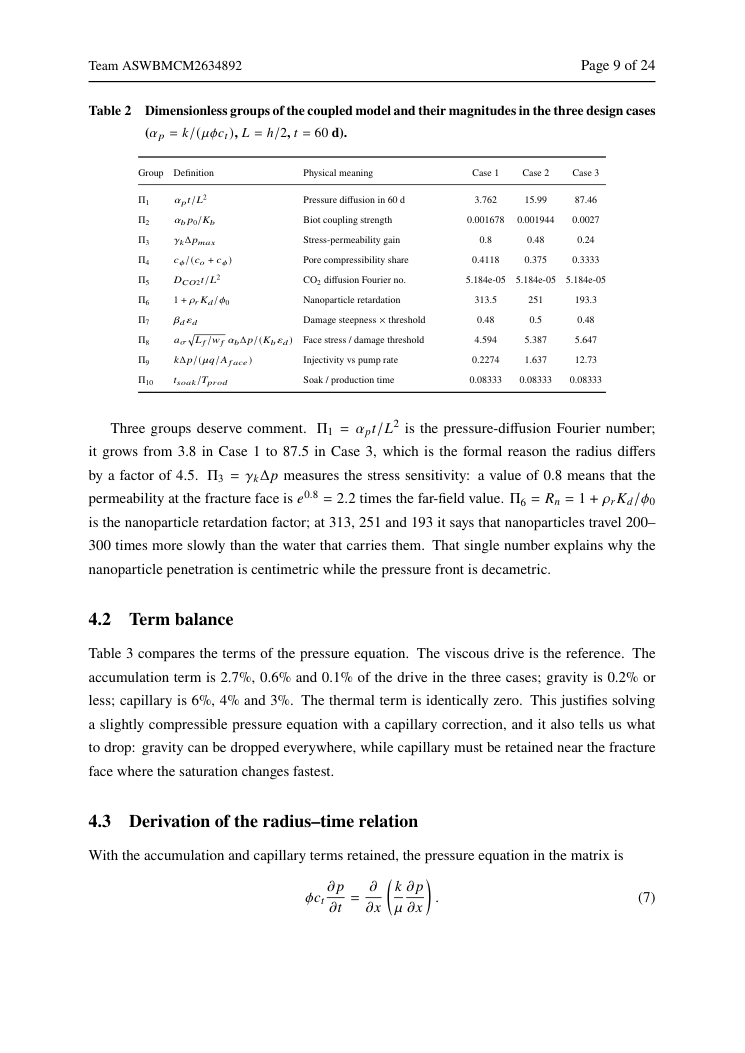 Team ASWBMCM2634892 Page 9 of 24
Table 2 Dimensionless groups of the coupled model and their magnitudes in the three design cases
(αp = k/(μϕct), L = h/2, t = 60 d).
Group Definition Physical meaning Case 1 Case 2 Case 3
Π1 αpt/L² Pressure diffusion in 60 d 3.762 15.99 87.46
Π2 αbp0/Kb Biot coupling strength 0.001678 0.001944 0.0027
Π3 γkΔpmax Stress-permeability gain 0.8 0.48 0.24
Π4 cϕ/(co + cϕ) Pore compressibility share 0.4118 0.375 0.3333
Π5 DCO2t/L² CO2 diffusion Fourier no. 5.184e-05 5.184e-05 5.184e-05
Π6 1 + ρrKd/ϕ0 Nanoparticle retardation 313.5 251 193.3
Π7 βdεd Damage steepness × threshold 0.48 0.5 0.48
Π8 aσ√(Lf/wf) αbΔp/(Kbεd) Face stress / damage threshold 4.594 5.387 5.647
Π9 kΔp/(μq/Aface) Injectivity vs pump rate 0.2274 1.637 12.73
Π10 tsoak/Tprod Soak / production time 0.08333 0.08333 0.08333
Three groups deserve comment. Π1 = αpt/L² is the pressure-diffusion Fourier number;
it grows from 3.8 in Case 1 to 87.5 in Case 3, which is the formal reason the radius differs
by a factor of 4.5. Π3 = γkΔp measures the stress sensitivity: a value of 0.8 means that the
permeability at the fracture face is e^0.8 = 2.2 times the far-field value. Π6 = Rn = 1 + ρrKd/ϕ0
is the nanoparticle retardation factor; at 313, 251 and 193 it says that nanoparticles travel 200–
300 times more slowly than the water that carries them. That single number explains why the
nanoparticle penetration is centimetric while the pressure front is decametric.
4.2 Term balance
Table 3 compares the terms of the pressure equation. The viscous drive is the reference. The
accumulation term is 2.7%, 0.6% and 0.1% of the drive in the three cases; gravity is 0.2% or
less; capillary is 6%, 4% and 3%. The thermal term is identically zero. This justifies solving
a slightly compressible pressure equation with a capillary correction, and it also tells us what
to drop: gravity can be dropped everywhere, while capillary must be retained near the fracture
face where the saturation changes fastest.
4.3 Derivation of the radius–time relation
With the accumulation and capillary terms retained, the pressure equation in the matrix is
ϕct ∂p/∂t = ∂/∂x (k/μ ∂p/∂x). (7)